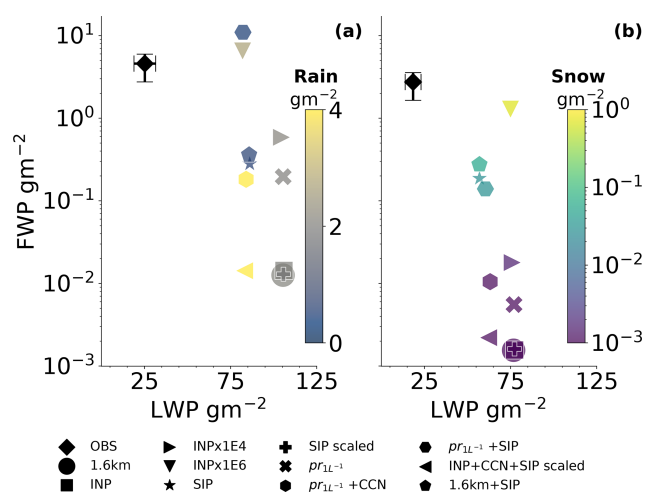 (a)
(b)
Rain
gm⁻²
4
2
0
Snow
gm⁻²
10⁰
10⁻¹
10⁻²
10⁻³
FWP gm⁻²
10¹
10⁰
10⁻¹
10⁻²
10⁻³
25 75 125
25 75 125
LWP gm⁻²
LWP gm⁻²
OBS INPx1E4 SIP scaled pr₁L⁻¹ +SIP
1.6km INPx1E6 pr₁L⁻¹ INP+CCN+SIP scaled
INP SIP pr₁L⁻¹ +CCN 1.6km+SIP